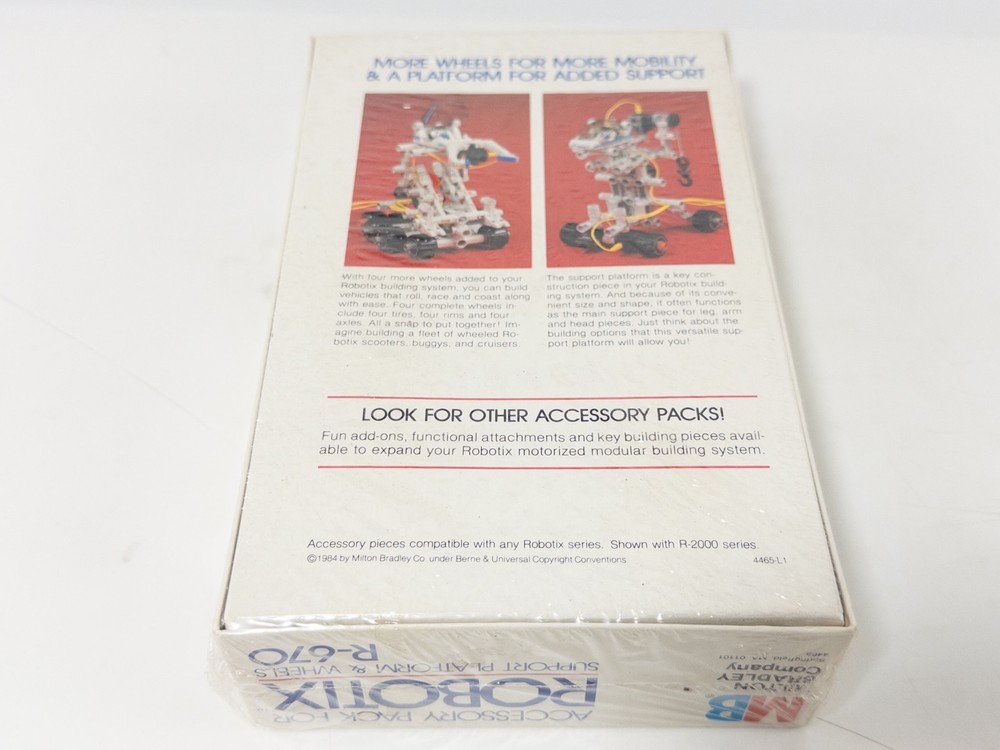 MORE WHEELS FOR MORE MOBILITY
& A PLATFORM FOR ADDED SUPPORT
With four more wheels added to your
Robotix building system, you can build
vehicles that roll, race and coast along
with ease. Four complete wheels in-
clude four tires, four rims and four
axles. All a snap to put together! Im-
agine building a fleet of wheeled Ro-
botix scooters, buggys, and cruisers.
The support platform is a key con-
struction piece in your Robotix build-
ing system. And because of its conve-
nient size and shape, it often functions
as the main support piece for leg, arm
and head pieces. Just think about the
building options that this versatile sup-
port platform will allow you!
LOOK FOR OTHER ACCESSORY PACKS!
Fun add-ons, functional attachments and key building pieces avail-
able to expand your Robotix motorized modular building system.
Accessory pieces compatible with any Robotix series. Shown with R-2000 series.
©1984 by Milton Bradley Co. under Berne & Universal Copyright Conventions
4465-L1
ACCESSORY PACK FOR
ROBOTIX
SUPPORT PLATFORM & WHEELS
R-670
MB
MILTON
BRADLEY
Company
Springfield, MA 01101
4465